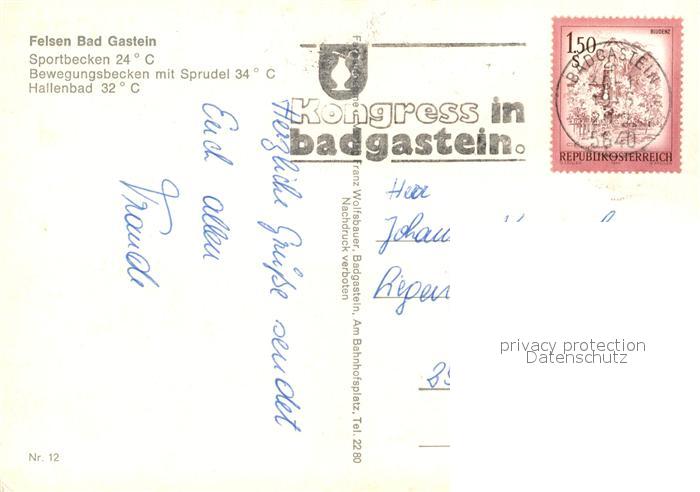 Felsen Bad Gastein
Sportbecken 24° C
Bewegungsbecken mit Sprudel 34° C
Hallenbad 32° C
Kongress in
badgastein.
BLUDENZ
1.50
BADGASTEIN
5640
REPUBLIK ÖSTERREICH
Herzliche Grüße sendet
Euch allen
Traudi
Franz Wolfsbauer, Badgastein, Am Bahnhofsplatz, Tel. 22 80
Nachdruck verboten
Herr
privacy protection
Datenschutz
Nr. 12